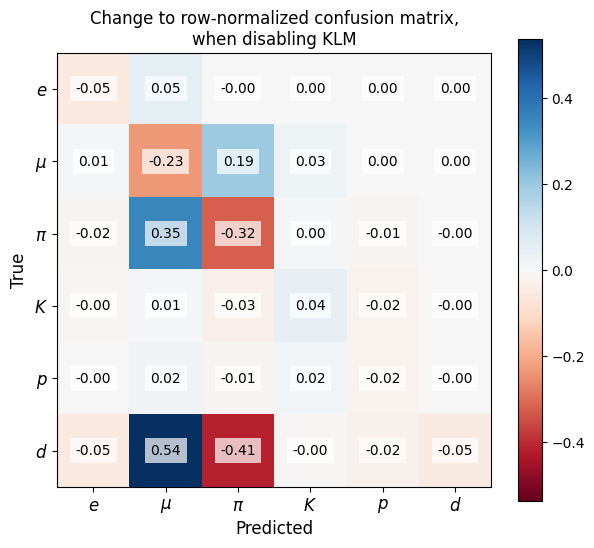 Change to row-normalized confusion matrix,
when disabling KLM
e -0.05 0.05 -0.00 0.00 0.00 0.00
μ 0.01 -0.23 0.19 0.03 0.00 0.00
π -0.02 0.35 -0.32 0.00 -0.01 -0.00
K -0.00 0.01 -0.03 0.04 -0.02 -0.00
p -0.00 0.02 -0.01 0.02 -0.02 -0.00
d -0.05 0.54 -0.41 -0.00 -0.02 -0.05
e μ π K p d
Predicted
True
0.4
0.2
0.0
−0.2
−0.4